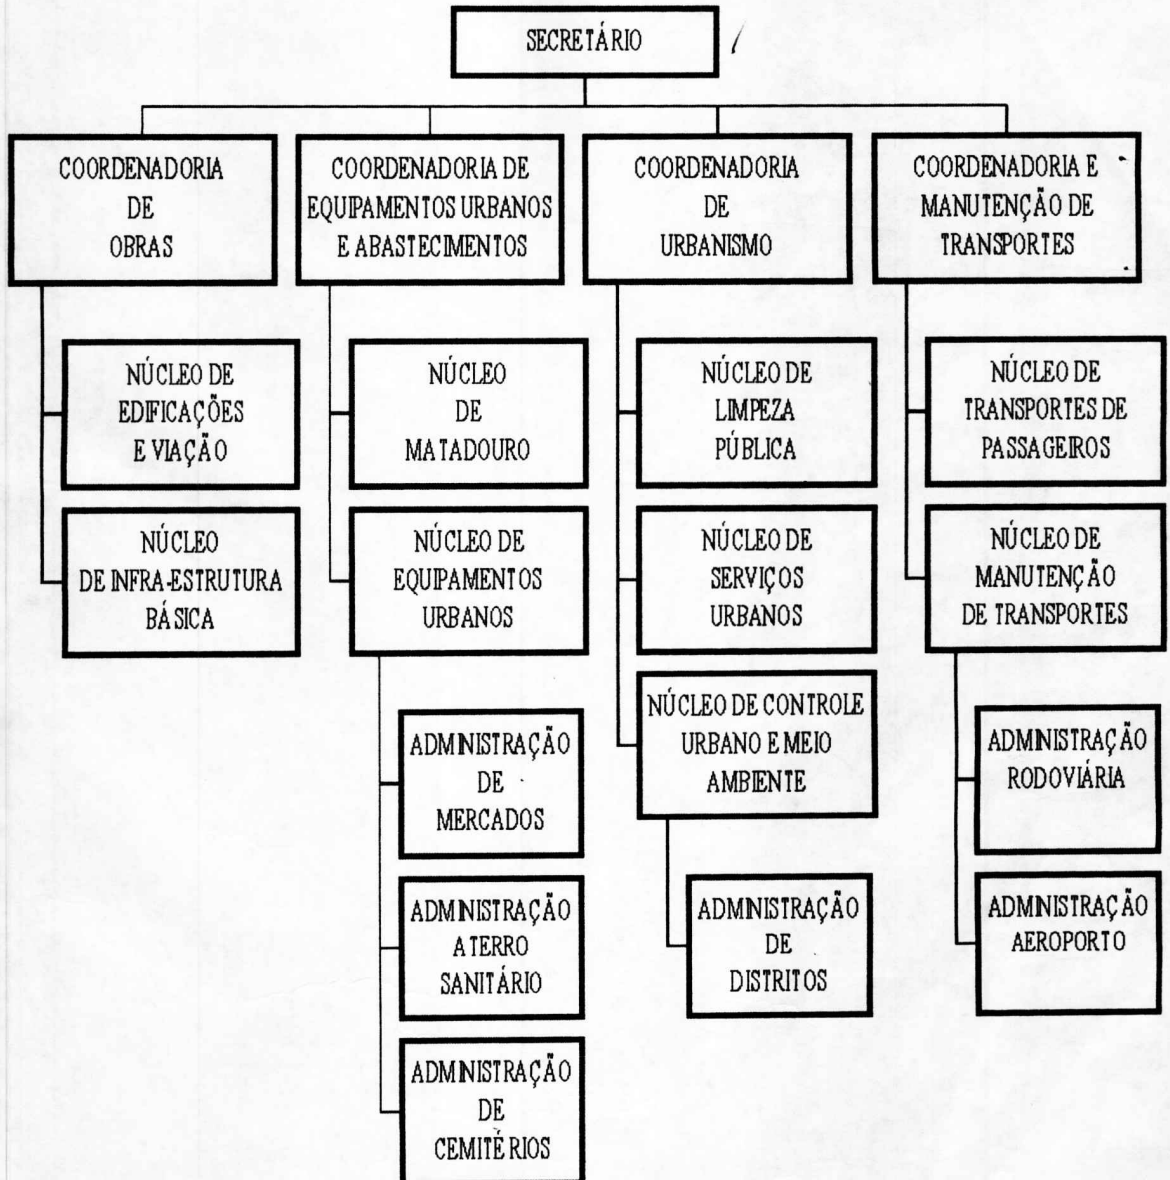 SECRETÁRIO
COORDENADORIA
DE
OBRAS
COORDENADORIA DE
EQUIPAMENTOS URBANOS
E ABASTECIMENTOS
COORDENADORIA
DE
URBANISMO
COORDENADORIA E
MANUTENÇÃO DE
TRANSPORTES
NÚCLEO DE
EDIFICAÇÕES
E VIAÇÃO
NÚCLEO
DE INFRA-ESTRUTURA
BÁSICA
NÚCLEO
DE
MATADOURO
NÚCLEO DE
EQUIPAMENTOS
URBANOS
ADMINISTRAÇÃO
DE
MERCADOS
ADMINISTRAÇÃO
ATERRO
SANITÁRIO
ADMINISTRAÇÃO
DE
CEMITÉRIOS
NÚCLEO DE
LIMPEZA
PÚBLICA
NÚCLEO DE
SERVIÇOS
URBANOS
NÚCLEO DE CONTROLE
URBANO E MEIO
AMBIENTE
ADMINISTRAÇÃO
DE
DISTRITOS
NÚCLEO DE
TRANSPORTES DE
PASSAGEIROS
NÚCLEO DE
MANUTENÇÃO
DE TRANSPORTES
ADMINISTRAÇÃO
RODOVIÁRIA
ADMINISTRAÇÃO
AEROPORTO